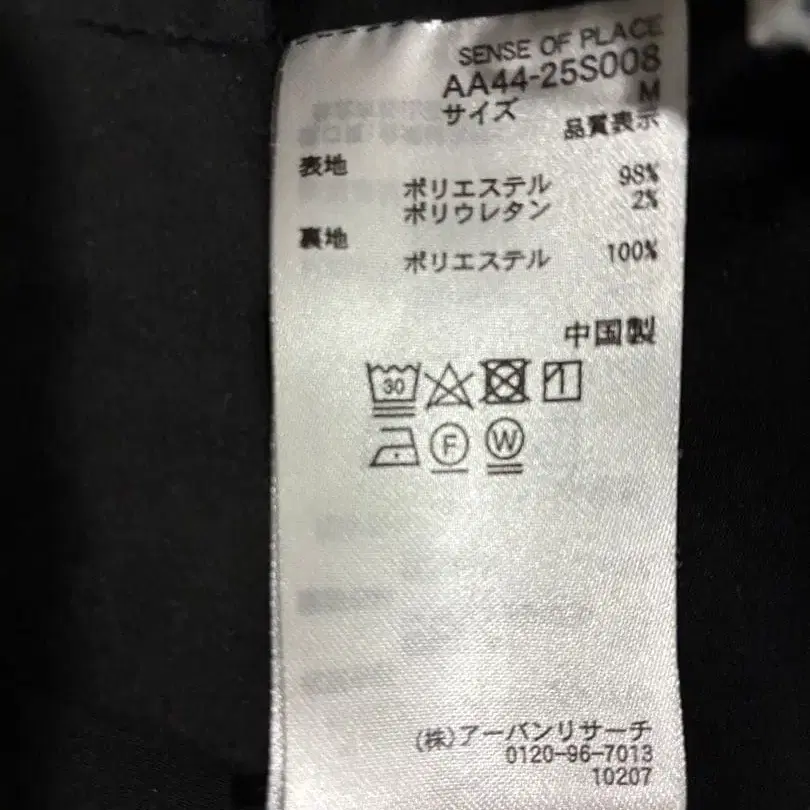 SENSE OF PLACE
AA44-25S008
サイズ M
品質表示
表地
ポリエステル 98%
ポリウレタン 2%
裏地
ポリエステル 100%
中国製
30
F W
(株)アーバンリサーチ
0120-96-7013
10207